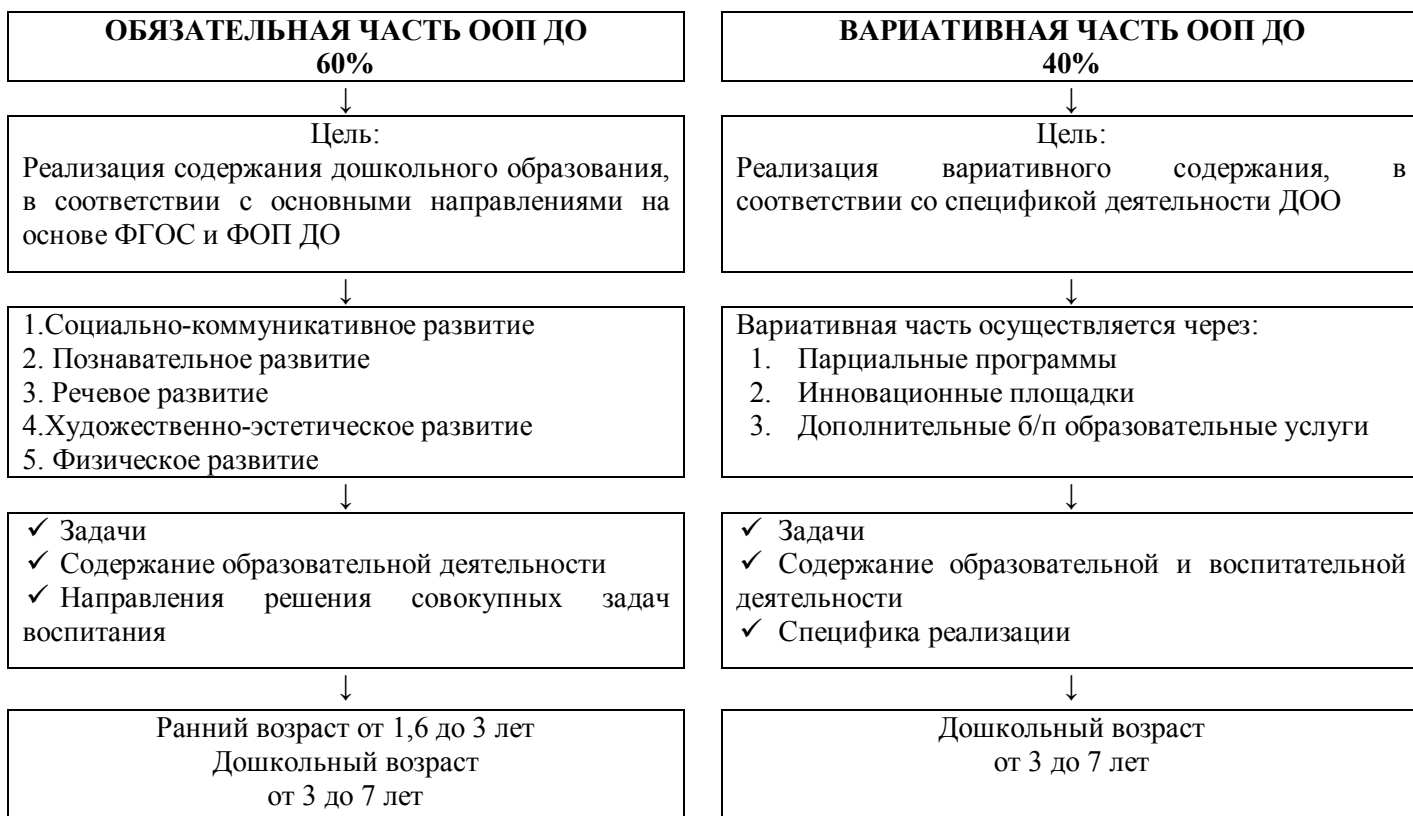 ОБЯЗАТЕЛЬНАЯ ЧАСТЬ ООП ДО
60%
↓
Цель:
Реализация содержания дошкольного образования,
в соответствии с основными направлениями на
основе ФГОС и ФОП ДО
↓
1.Социально-коммуникативное развитие
2. Познавательное развитие
3. Речевое развитие
4.Художественно-эстетическое развитие
5. Физическое развитие
↓
✓ Задачи
✓ Содержание образовательной деятельности
✓ Направления решения совокупных задач
воспитания
↓
Ранний возраст от 1,6 до 3 лет
Дошкольный возраст
от 3 до 7 лет
ВАРИАТИВНАЯ ЧАСТЬ ООП ДО
40%
↓
Цель:
Реализация вариативного содержания, в
соответствии со спецификой деятельности ДОО
↓
Вариативная часть осуществляется через:
1. Парциальные программы
2. Инновационные площадки
3. Дополнительные б/п образовательные услуги
↓
✓ Задачи
✓ Содержание образовательной и воспитательной
деятельности
✓ Специфика реализации
↓
Дошкольный возраст
от 3 до 7 лет